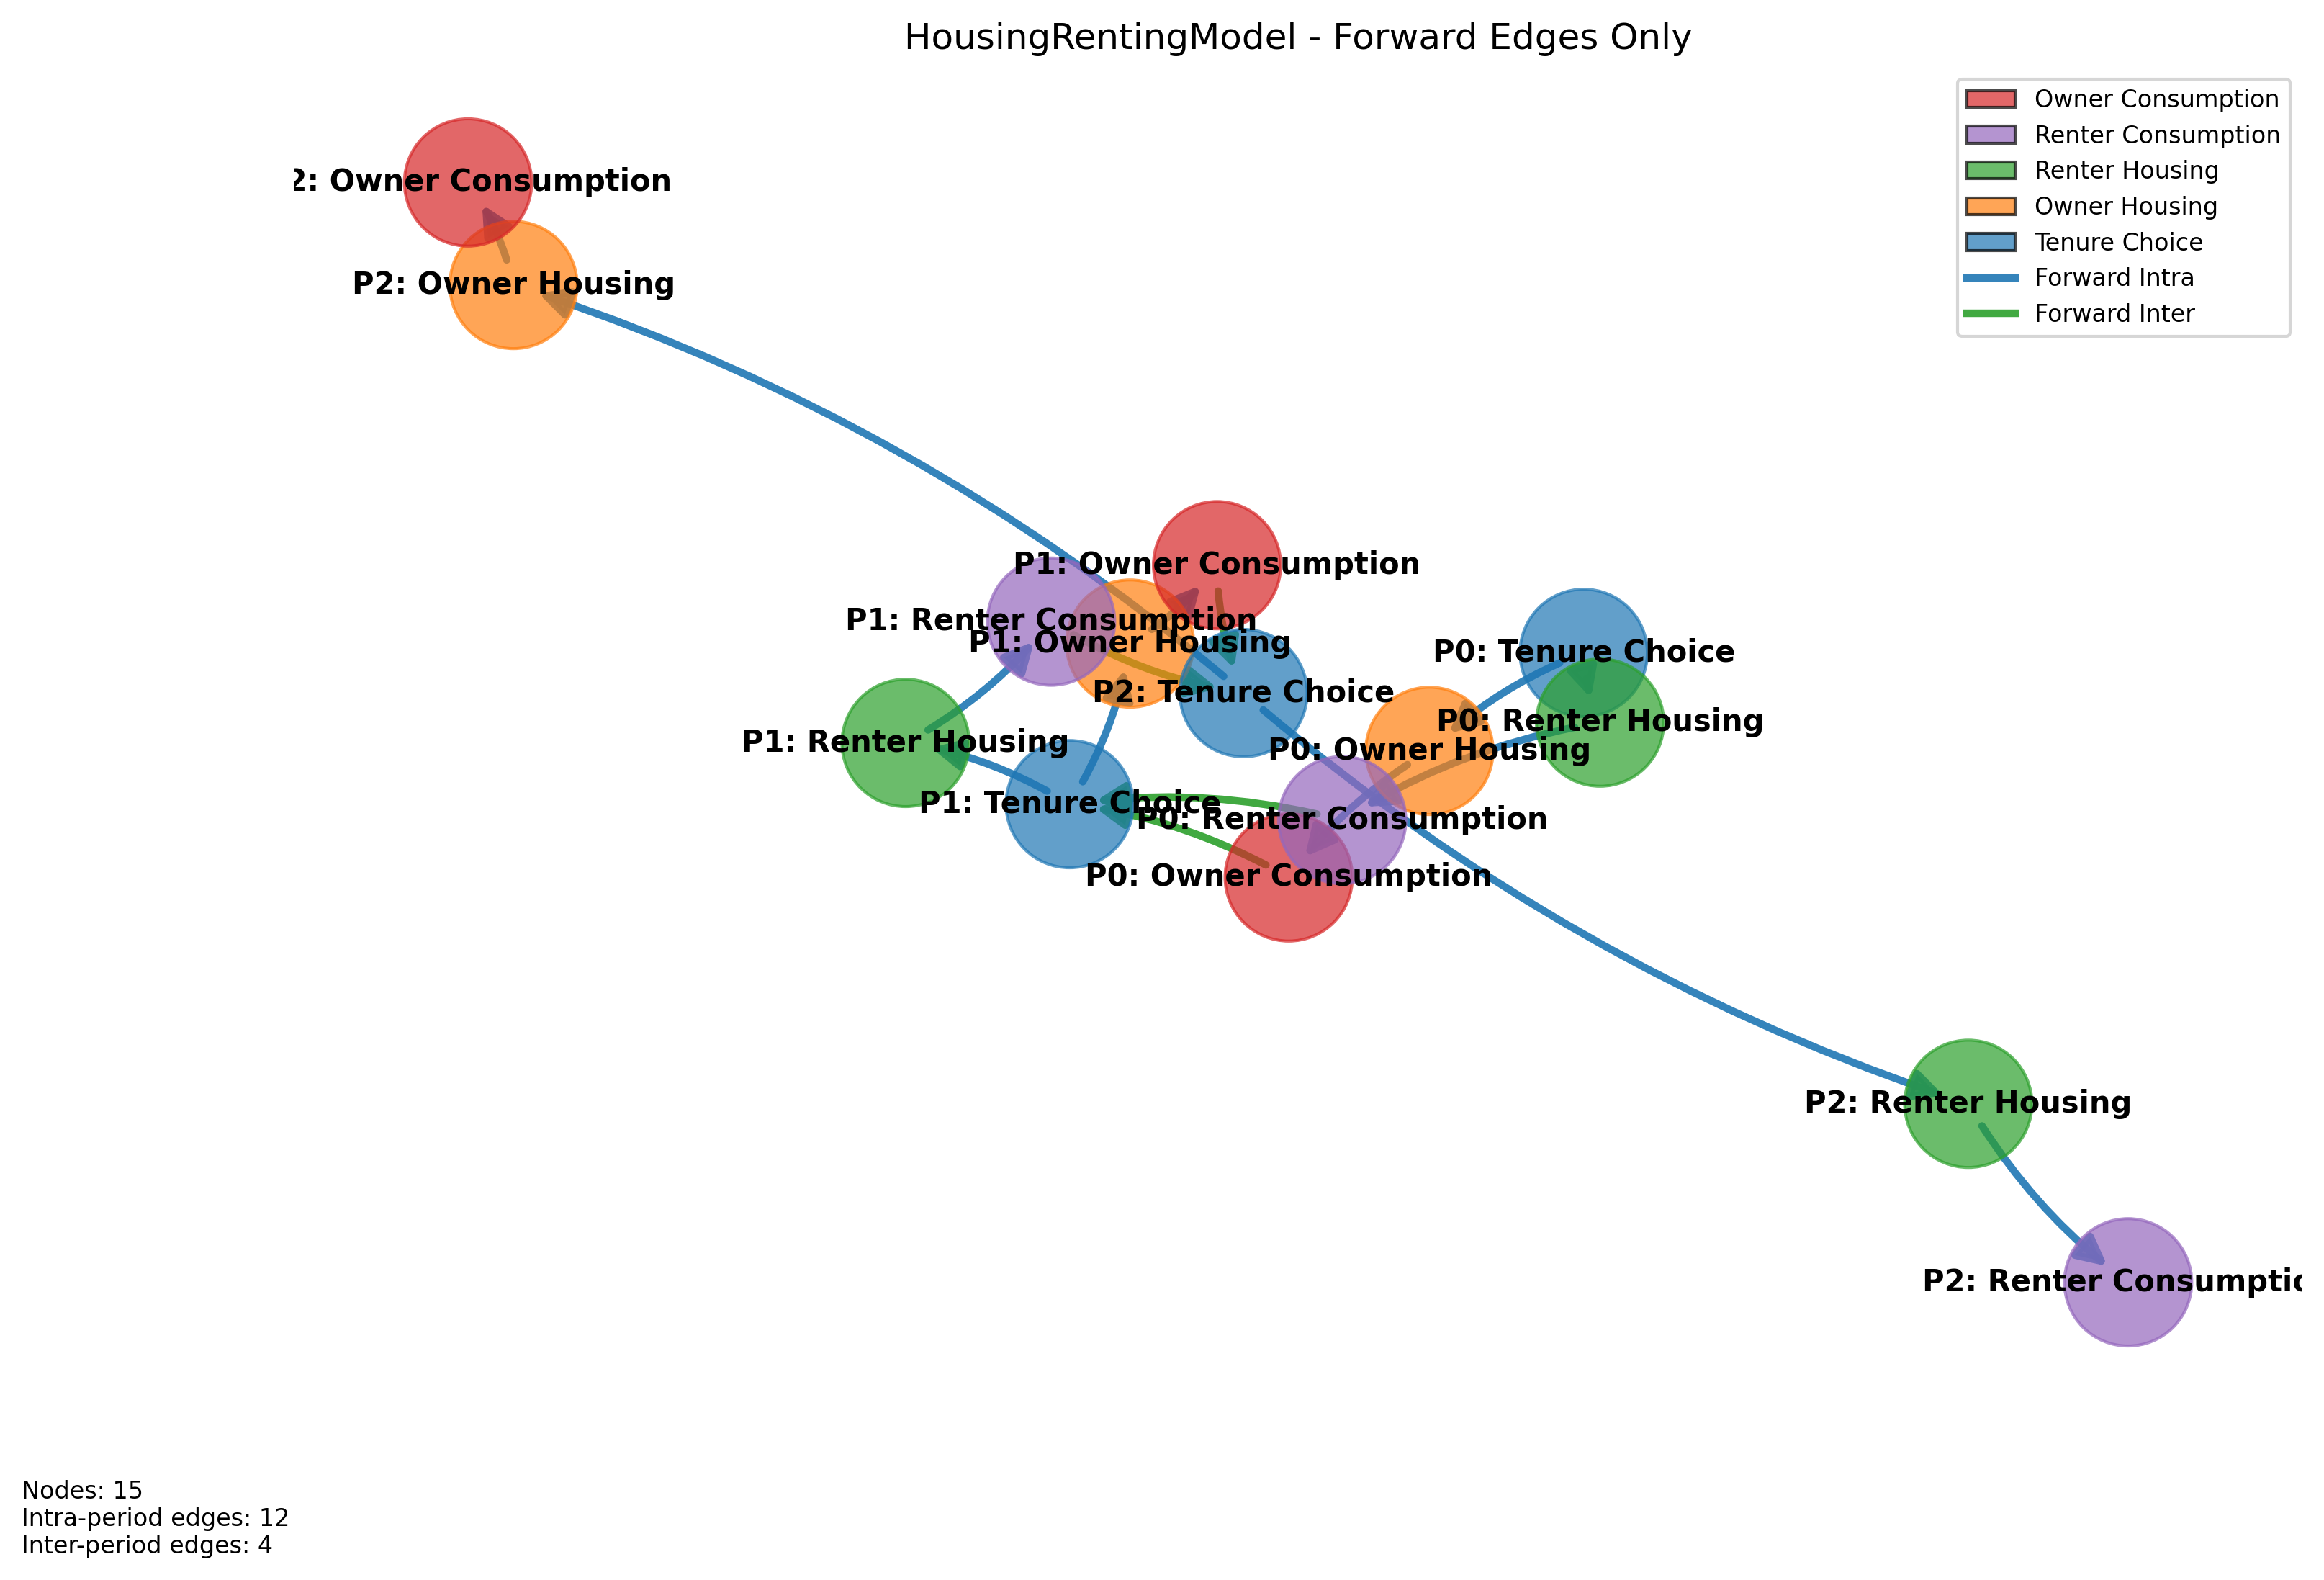 HousingRentingModel - Forward Edges Only
Owner Consumption
Renter Consumption
Renter Housing
Owner Housing
Tenure Choice
Forward Intra
Forward Inter
2: Owner Consumption
P2: Owner Housing
P1: Owner Consumption
P1: Renter Consumption
P1: Owner Housing
P0: Tenure Choice
P2: Tenure Choice
P0: Renter Housing
P1: Renter Housing
P0: Owner Housing
P1: Tenure Choice
P0: Renter Consumption
P0: Owner Consumption
P2: Renter Housing
P2: Renter Consumptic
Nodes: 15
Intra-period edges: 12
Inter-period edges: 4